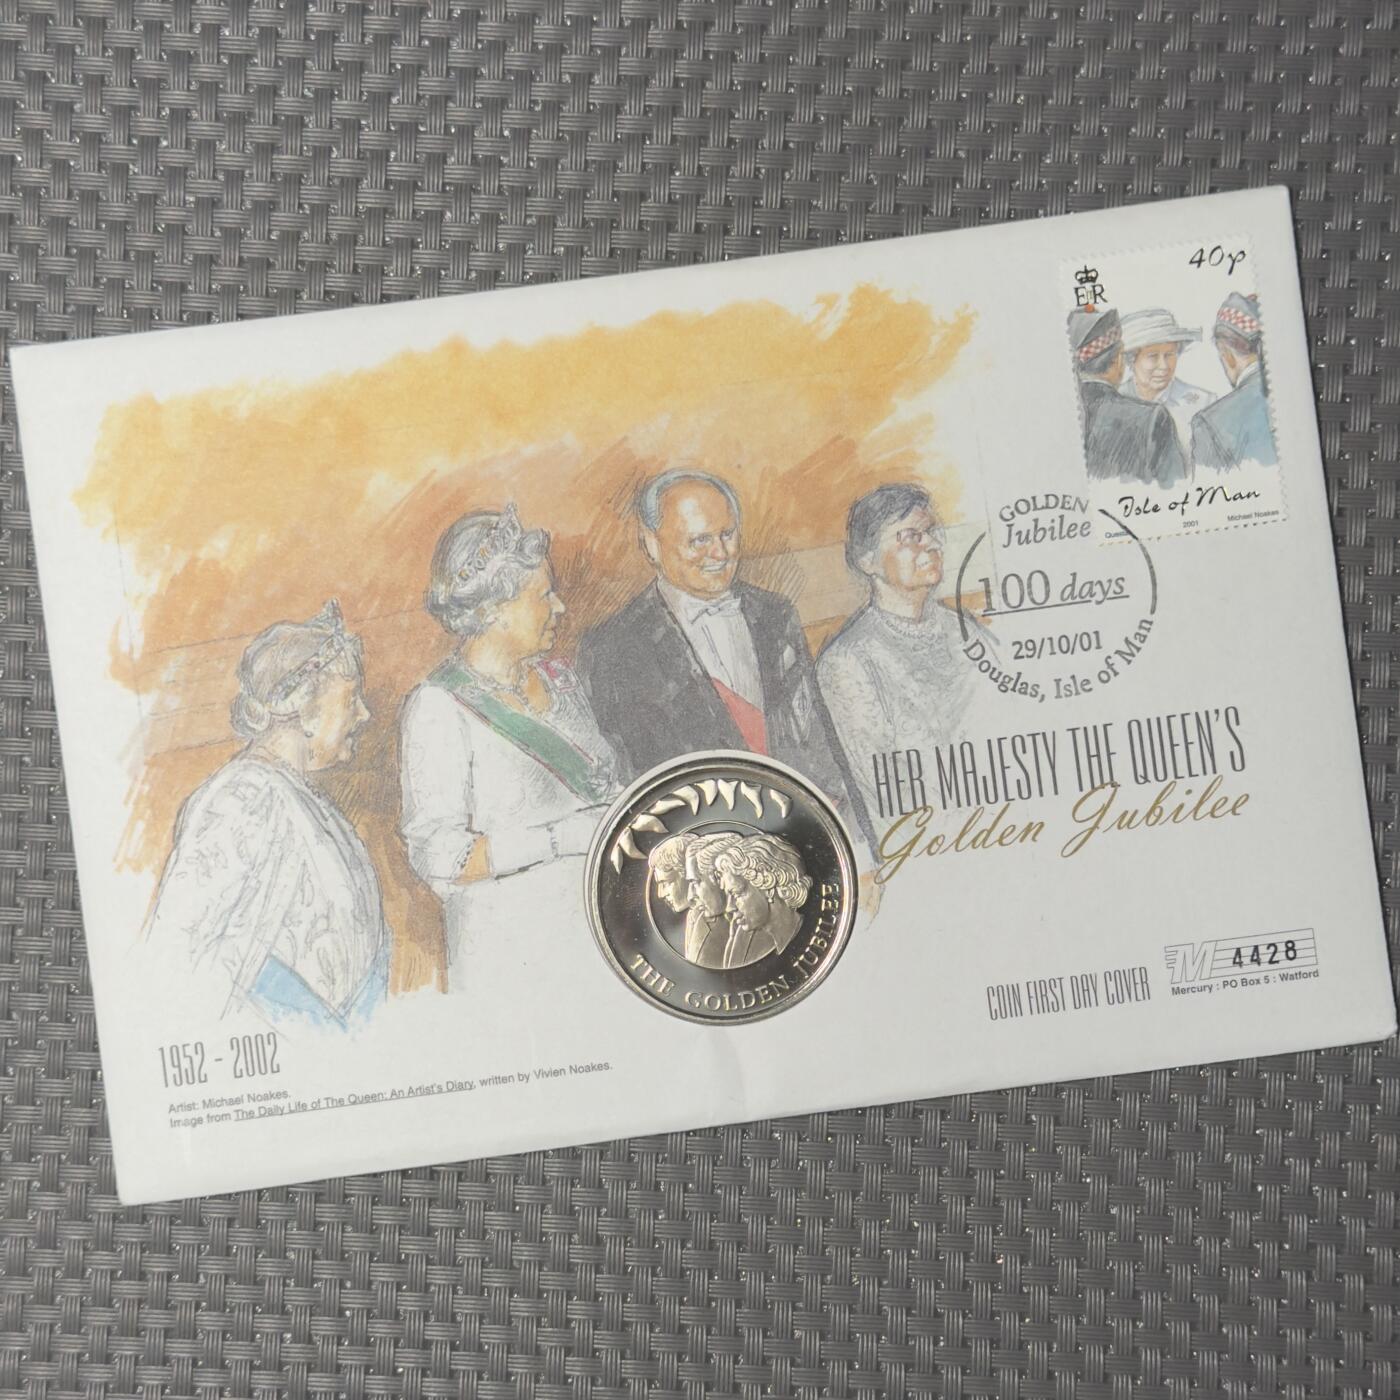 40p
E II R
Isle of Man
2001
Michael Noakes
GOLDEN
Jubilee
100 days
29/10/01
Douglas, Isle of Man
HER MAJESTY THE QUEEN'S
Golden Jubilee
THE GOLDEN JUBILEE
4428
COIN FIRST DAY COVER
Mercury : PO Box 5 : Watford
1952 - 2002
Artist: Michael Noakes.
Image from The Daily Life of The Queen: An Artist's Diary, written by Vivien Noakes.